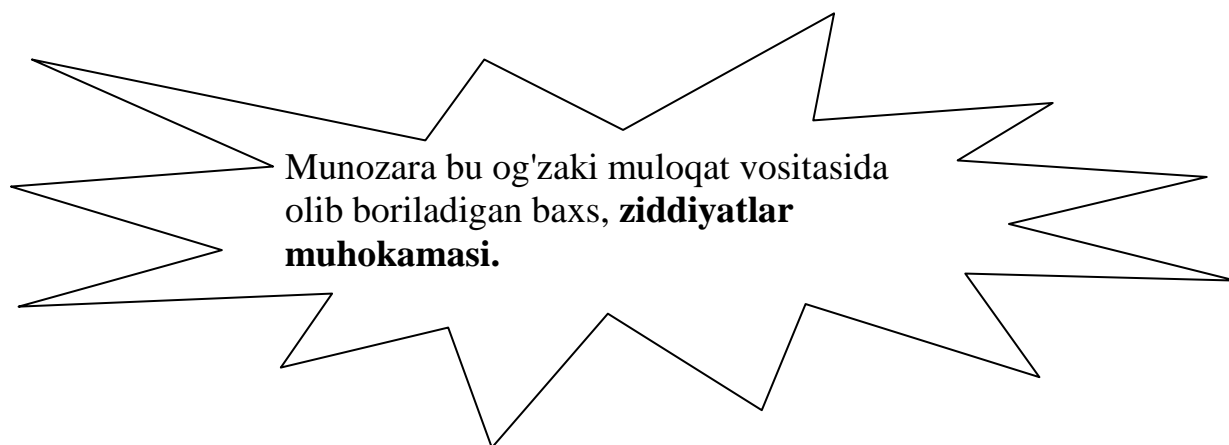 Munozara bu og'zaki muloqat vositasida
olib boriladigan baxs, ziddiyatlar
muhokamasi.